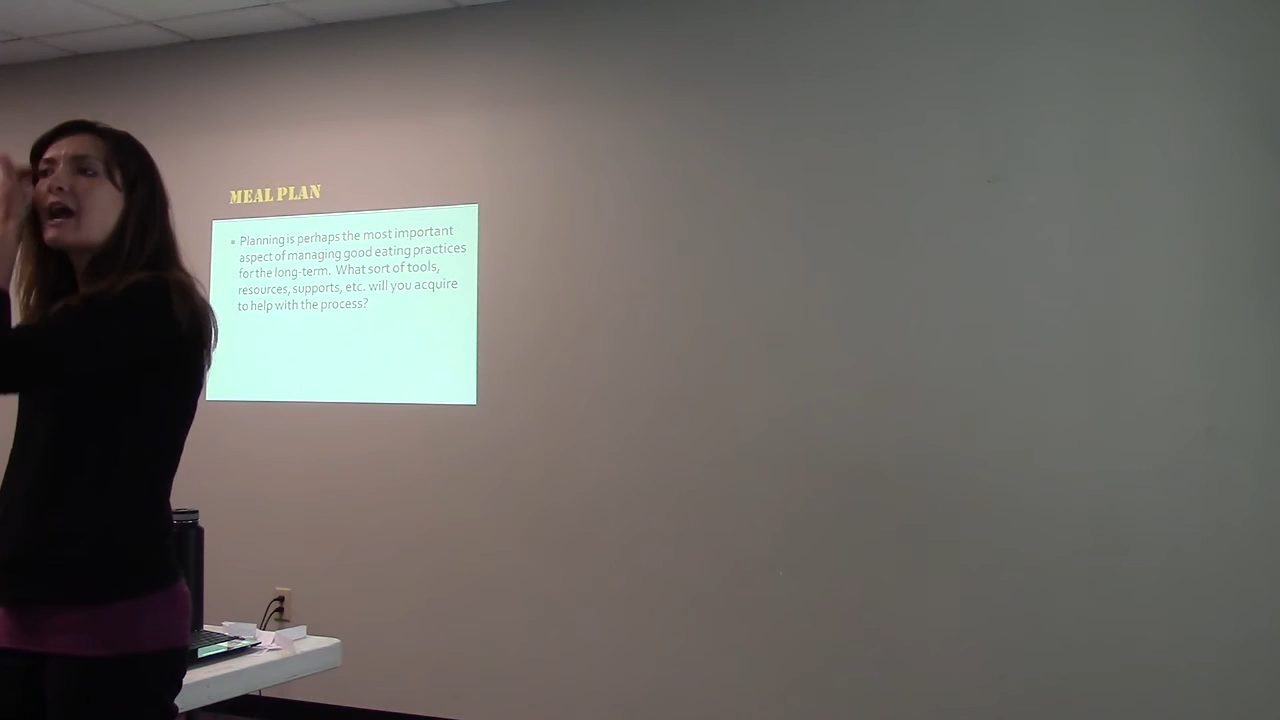 MEAL PLAN
Planning is perhaps the most important
aspect of managing good eating practices
for the long-term. What sort of tools,
resources, supports, etc. will you acquire
to help with the process?